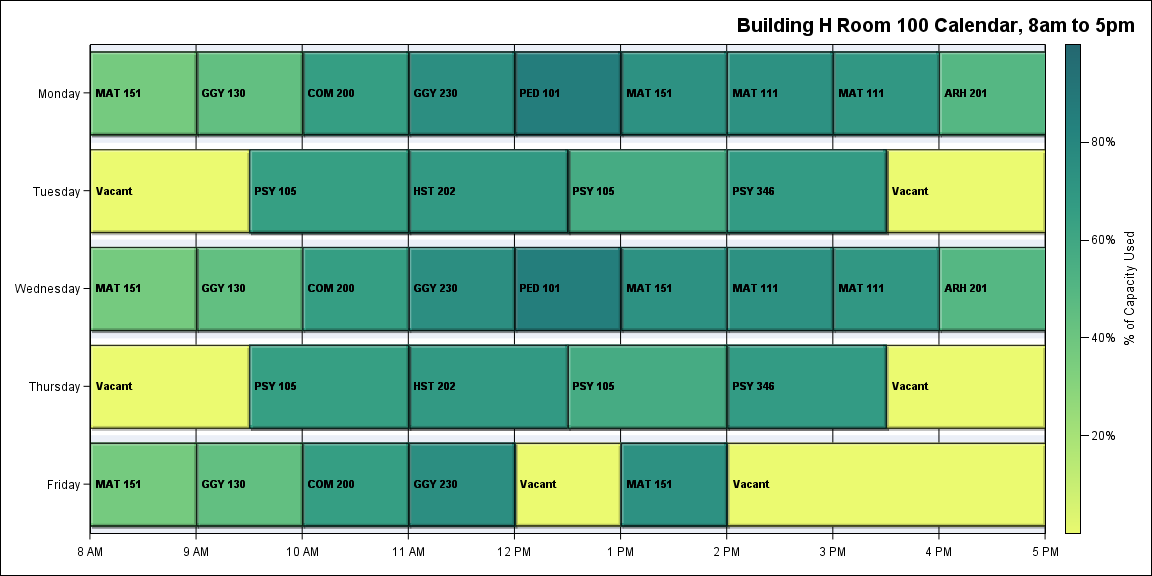 Building H Room 100 Calendar, 8am to 5pm
Monday
MAT 151
GGY 130
COM 200
GGY 230
PED 101
MAT 151
MAT 111
MAT 111
ARH 201
Tuesday
Vacant
PSY 105
HST 202
PSY 105
PSY 346
Vacant
Wednesday
MAT 151
GGY 130
COM 200
GGY 230
PED 101
MAT 151
MAT 111
MAT 111
ARH 201
Thursday
Vacant
PSY 105
HST 202
PSY 105
PSY 346
Vacant
Friday
MAT 151
GGY 130
COM 200
GGY 230
Vacant
MAT 151
Vacant
8 AM
9 AM
10 AM
11 AM
12 PM
1 PM
2 PM
3 PM
4 PM
5 PM
80%
60%
40%
20%
% of Capacity Used